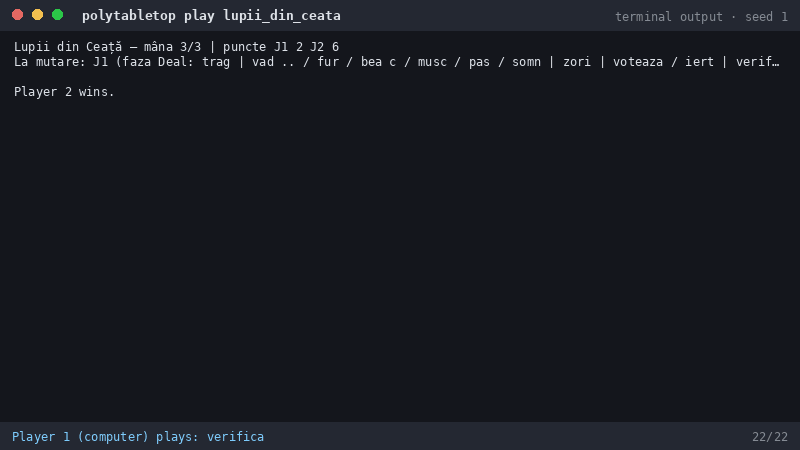 polytabletop play lupii_din_ceata
terminal output · seed 1
Lupii din Ceață — mâna 3/3 | puncte J1 2 J2 6
La mutare: J1 (faza Deal: trag | vad .. / fur / bea c / musc / pas / somn | zori | voteaza / iert | verif…
Player 2 wins.
Player 1 (computer) plays: verifica
22/22